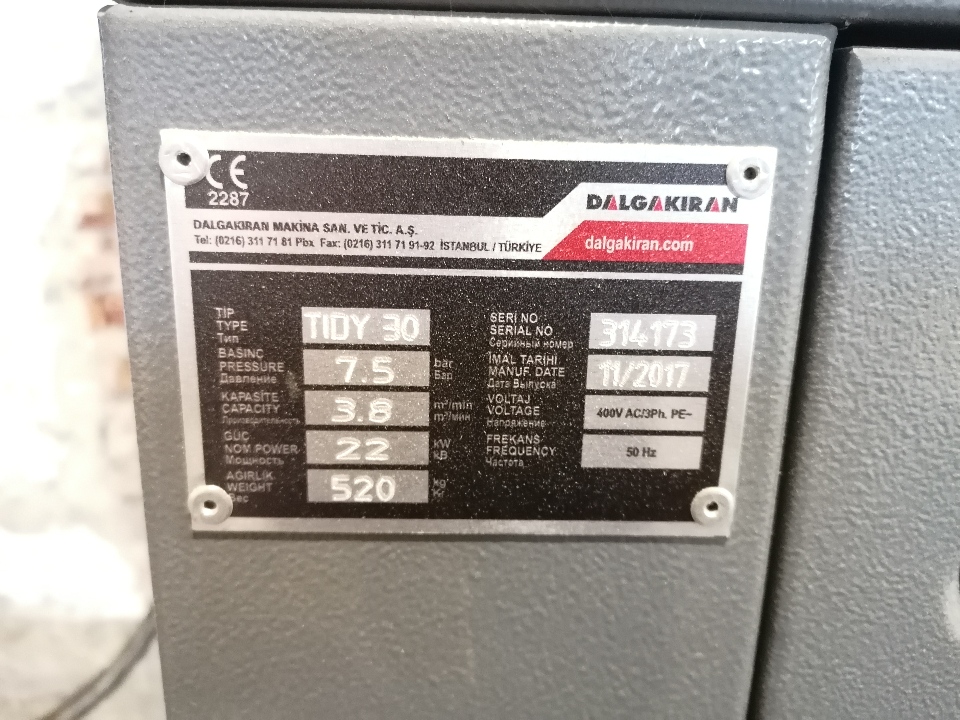 CE
2287
DALGAKIRAN
DALGAKIRAN MAKİNA SAN. VE TİC. A.Ş.
Tel: (0216) 311 71 81 Pbx Fax: (0216) 311 71 91-92 İSTANBUL / TÜRKİYE
dalgakiran.com
TİP
TYPE
Тип
TIDY 30
BASINÇ
PRESSURE
Давление
7.5
bar
Бар
KAPASİTE
CAPACITY
Производительность
3.8
m³/min
m³/мин
GÜÇ
NOM POWER
Мощность
22
kW
kB
AĞIRLIK
WEIGHT
Вес
520
kg
Кг
SERİ NO
SERIAL NO
Серийный номер
314173
İMAL TARİHİ
MANUF. DATE
Дата Выпуска
11/2017
VOLTAJ
VOLTAGE
Напряжение
400V AC/3Ph. PE~
FREKANS
FREQUENCY
Частота
50 Hz